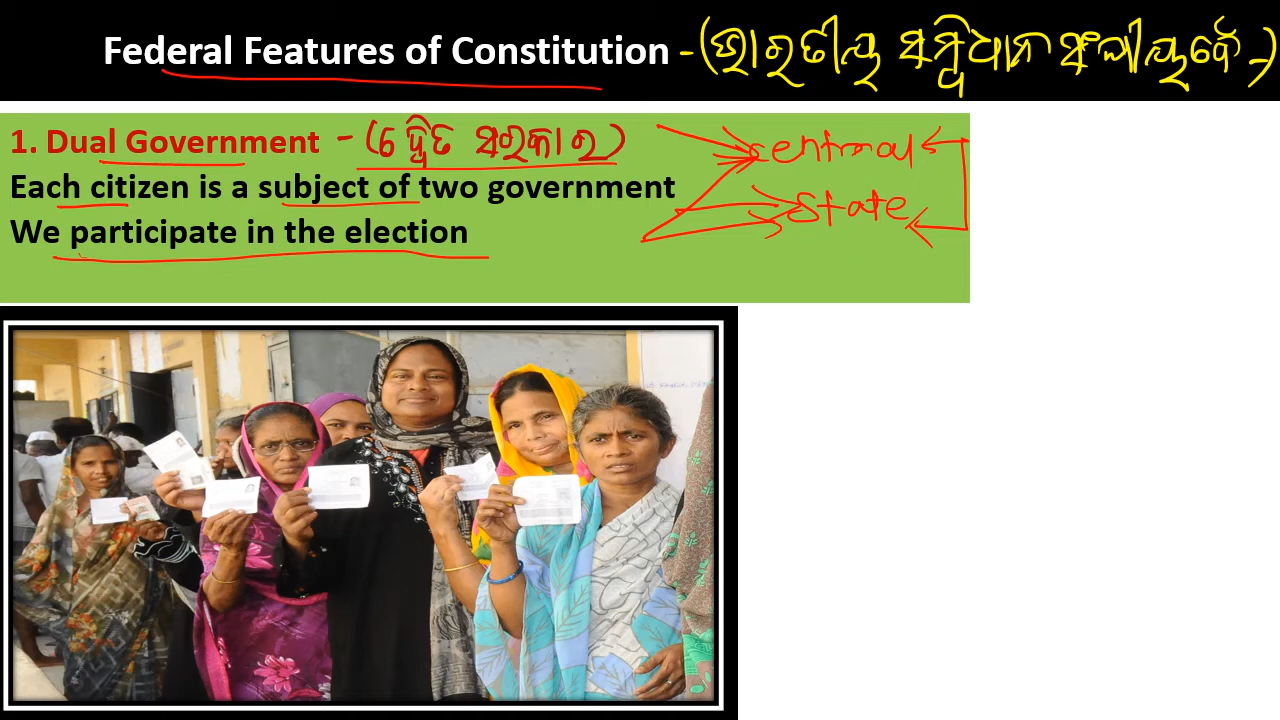 Federal Features of Constitution - (ଭାରତୀୟ ସମ୍ବିଧାନ ସଂଘୀୟ
1. Dual Government - (ଦ୍ୱୈତ ସରକାର)
central
Each citizen is a subject of two government
state
We participate in the election